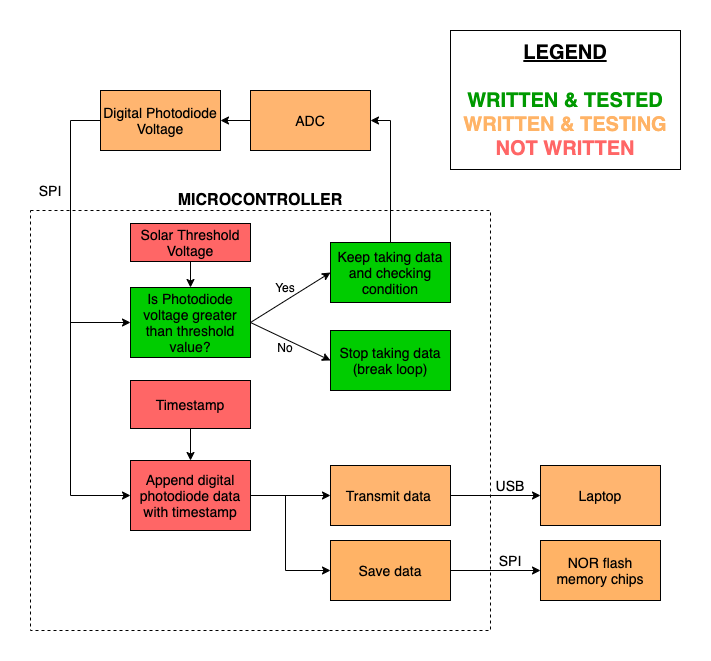 LEGEND
WRITTEN & TESTED
WRITTEN & TESTING
NOT WRITTEN
Digital Photodiode
Voltage
ADC
SPI
MICROCONTROLLER
Solar Threshold
Voltage
Is Photodiode
voltage greater
than threshold
value?
Yes
No
Keep taking data
and checking
condition
Stop taking data
(break loop)
Timestamp
Append digital
photodiode data
with timestamp
Transmit data
USB
Laptop
Save data
SPI
NOR flash
memory chips